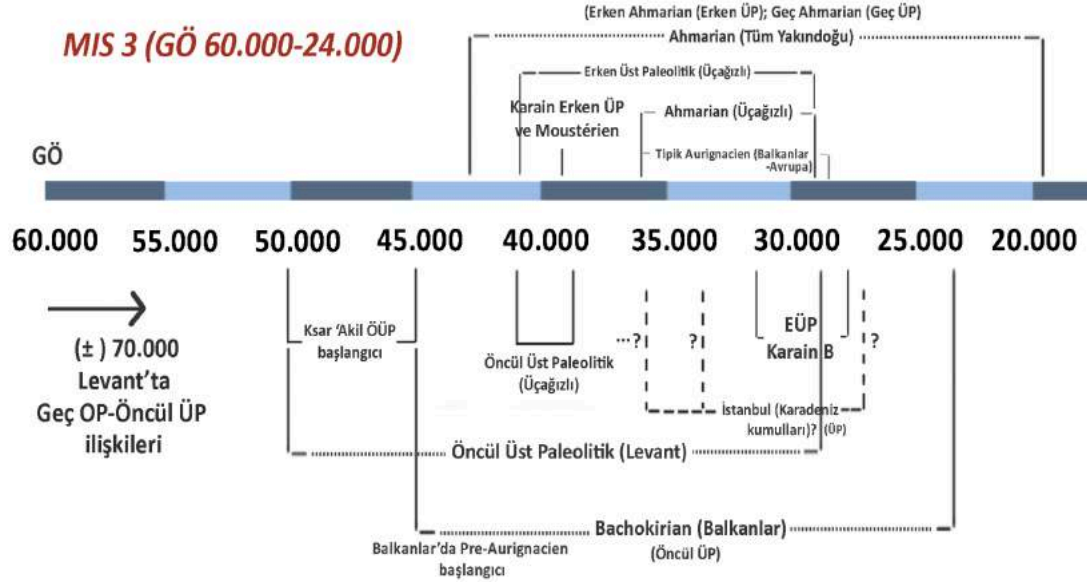 (Erken Ahmarian (Erken ÜP); Geç Ahmarian (Geç ÜP)
MIS 3 (GÖ 60.000-24.000)
Ahmarian (Tüm Yakındoğu)
Erken Üst Paleolitik (Üçağızlı)
Karain Erken ÜP
ve Moustérien
Ahmarian (Üçağızlı)
Tipik Aurignacien (Balkanlar
-Avrupa)
GÖ
60.000 55.000 50.000 45.000 40.000 35.000 30.000 25.000 20.000
(±) 70.000
Levant’ta
Geç OP-Öncül ÜP
ilişkileri
Ksar ‘Akil ÖÜP
başlangıcı
Öncül Üst Paleolitik
(Üçağızlı)
...?
?
EÜP
Karain B
?
İstanbul (Karadeniz
kumulları)? (ÜP)
Öncül Üst Paleolitik (Levant)
Bachokirian (Balkanlar)
(Öncül ÜP)
Balkanlar’da Pre-Aurignacien
başlangıcı